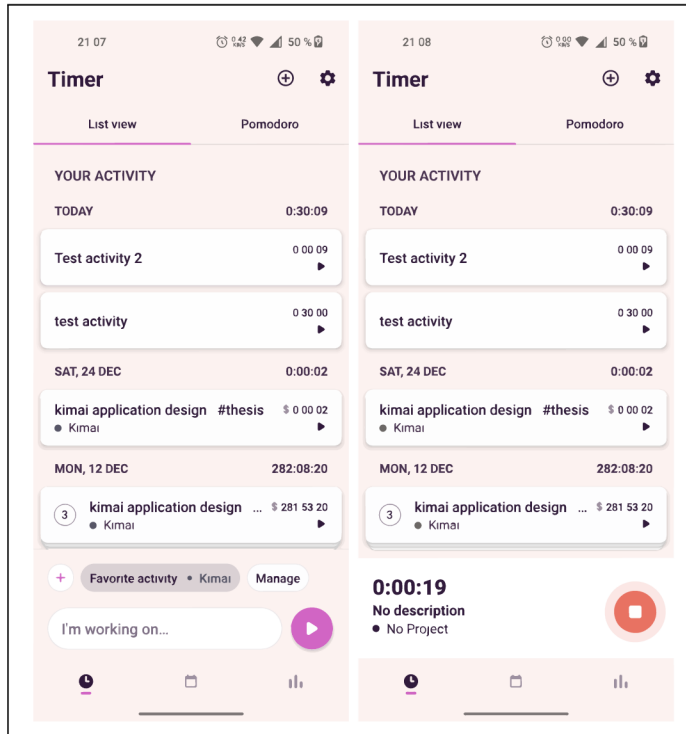 21 07
0.42 KB/S
50 %
Timer
List view
Pomodoro
YOUR ACTIVITY
TODAY
0:30:09
Test activity 2
0 00 09
test activity
0 30 00
SAT, 24 DEC
0:00:02
kimai application design #thesis
$ 0 00 02
Kimai
MON, 12 DEC
282:08:20
3
kimai application design ...
$ 281 53 20
Kimai
+
Favorite activity • Kimai
Manage
I'm working on...
21 08
0.00 KB/S
50 %
Timer
List view
Pomodoro
YOUR ACTIVITY
TODAY
0:30:09
Test activity 2
0 00 09
test activity
0 30 00
SAT, 24 DEC
0:00:02
kimai application design #thesis
$ 0 00 02
Kimai
MON, 12 DEC
282:08:20
3
kimai application design ...
$ 281 53 20
Kimai
0:00:19
No description
No Project